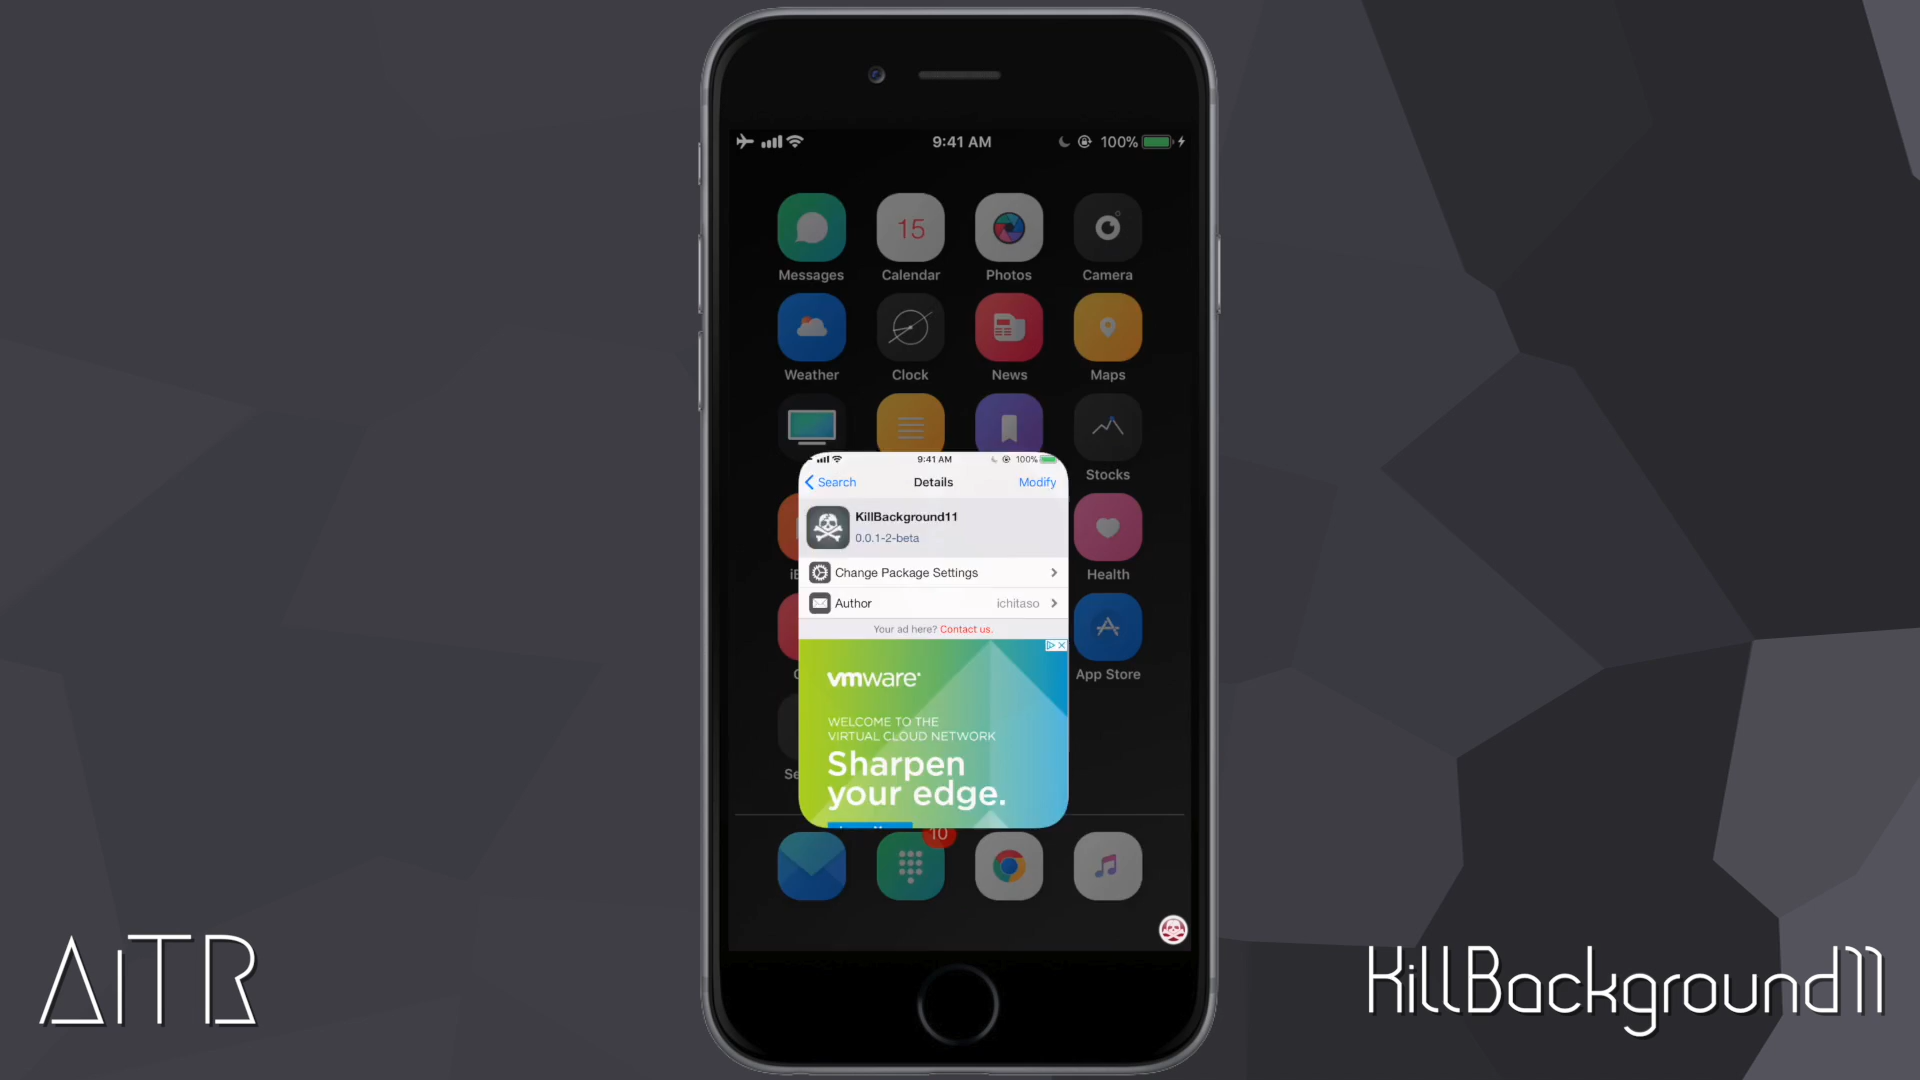 9:41 AM
100%
15
Messages
Calendar
Photos
Camera
Weather
Clock
News
Maps
Stocks
9:41 AM
100%
Search
Details
Modify
KillBackground11
0.0.1-2-beta
Change Package Settings
Author
ichitaso
Health
Your ad here? Contact us.
vmware
WELCOME TO THE
VIRTUAL CLOUD NETWORK
Sharpen
your edge.
App Store
10
AiTR
KillBackground11